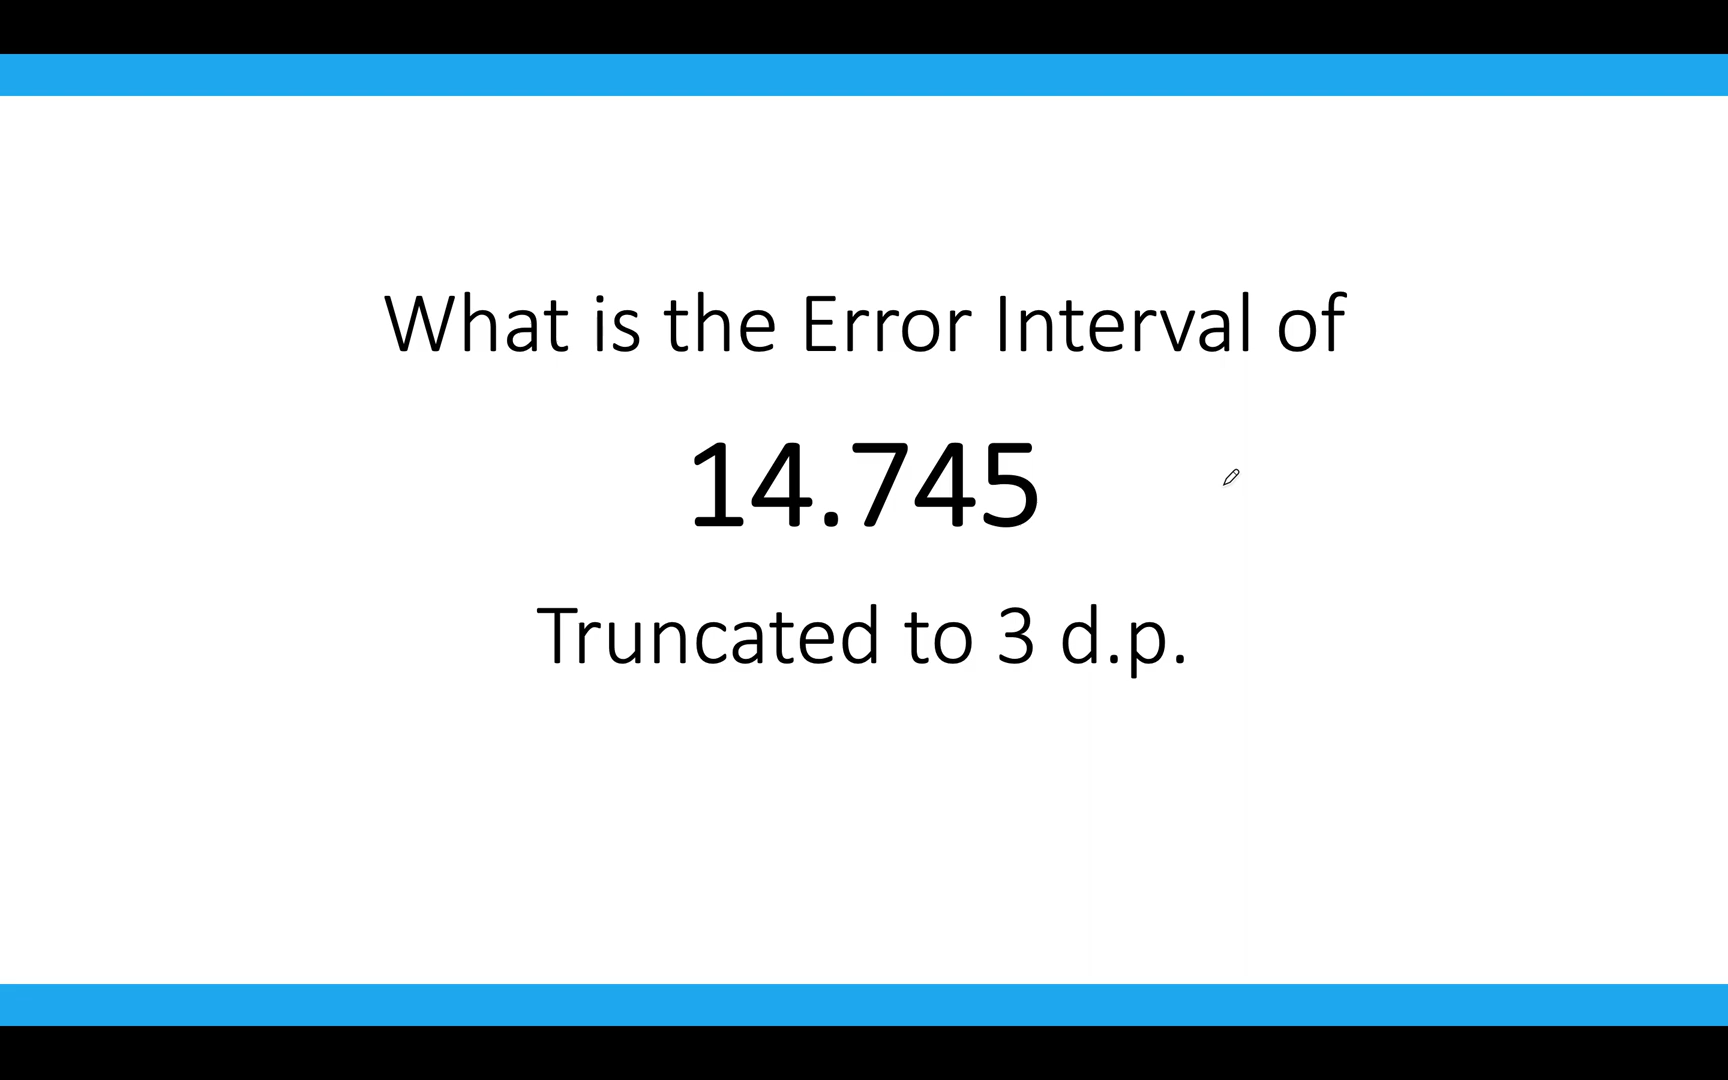 What is the Error Interval of
14.745
Truncated to 3 d.p.